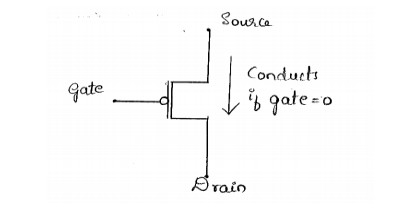 Source
Gate
Conducts
if gate=0
Drain